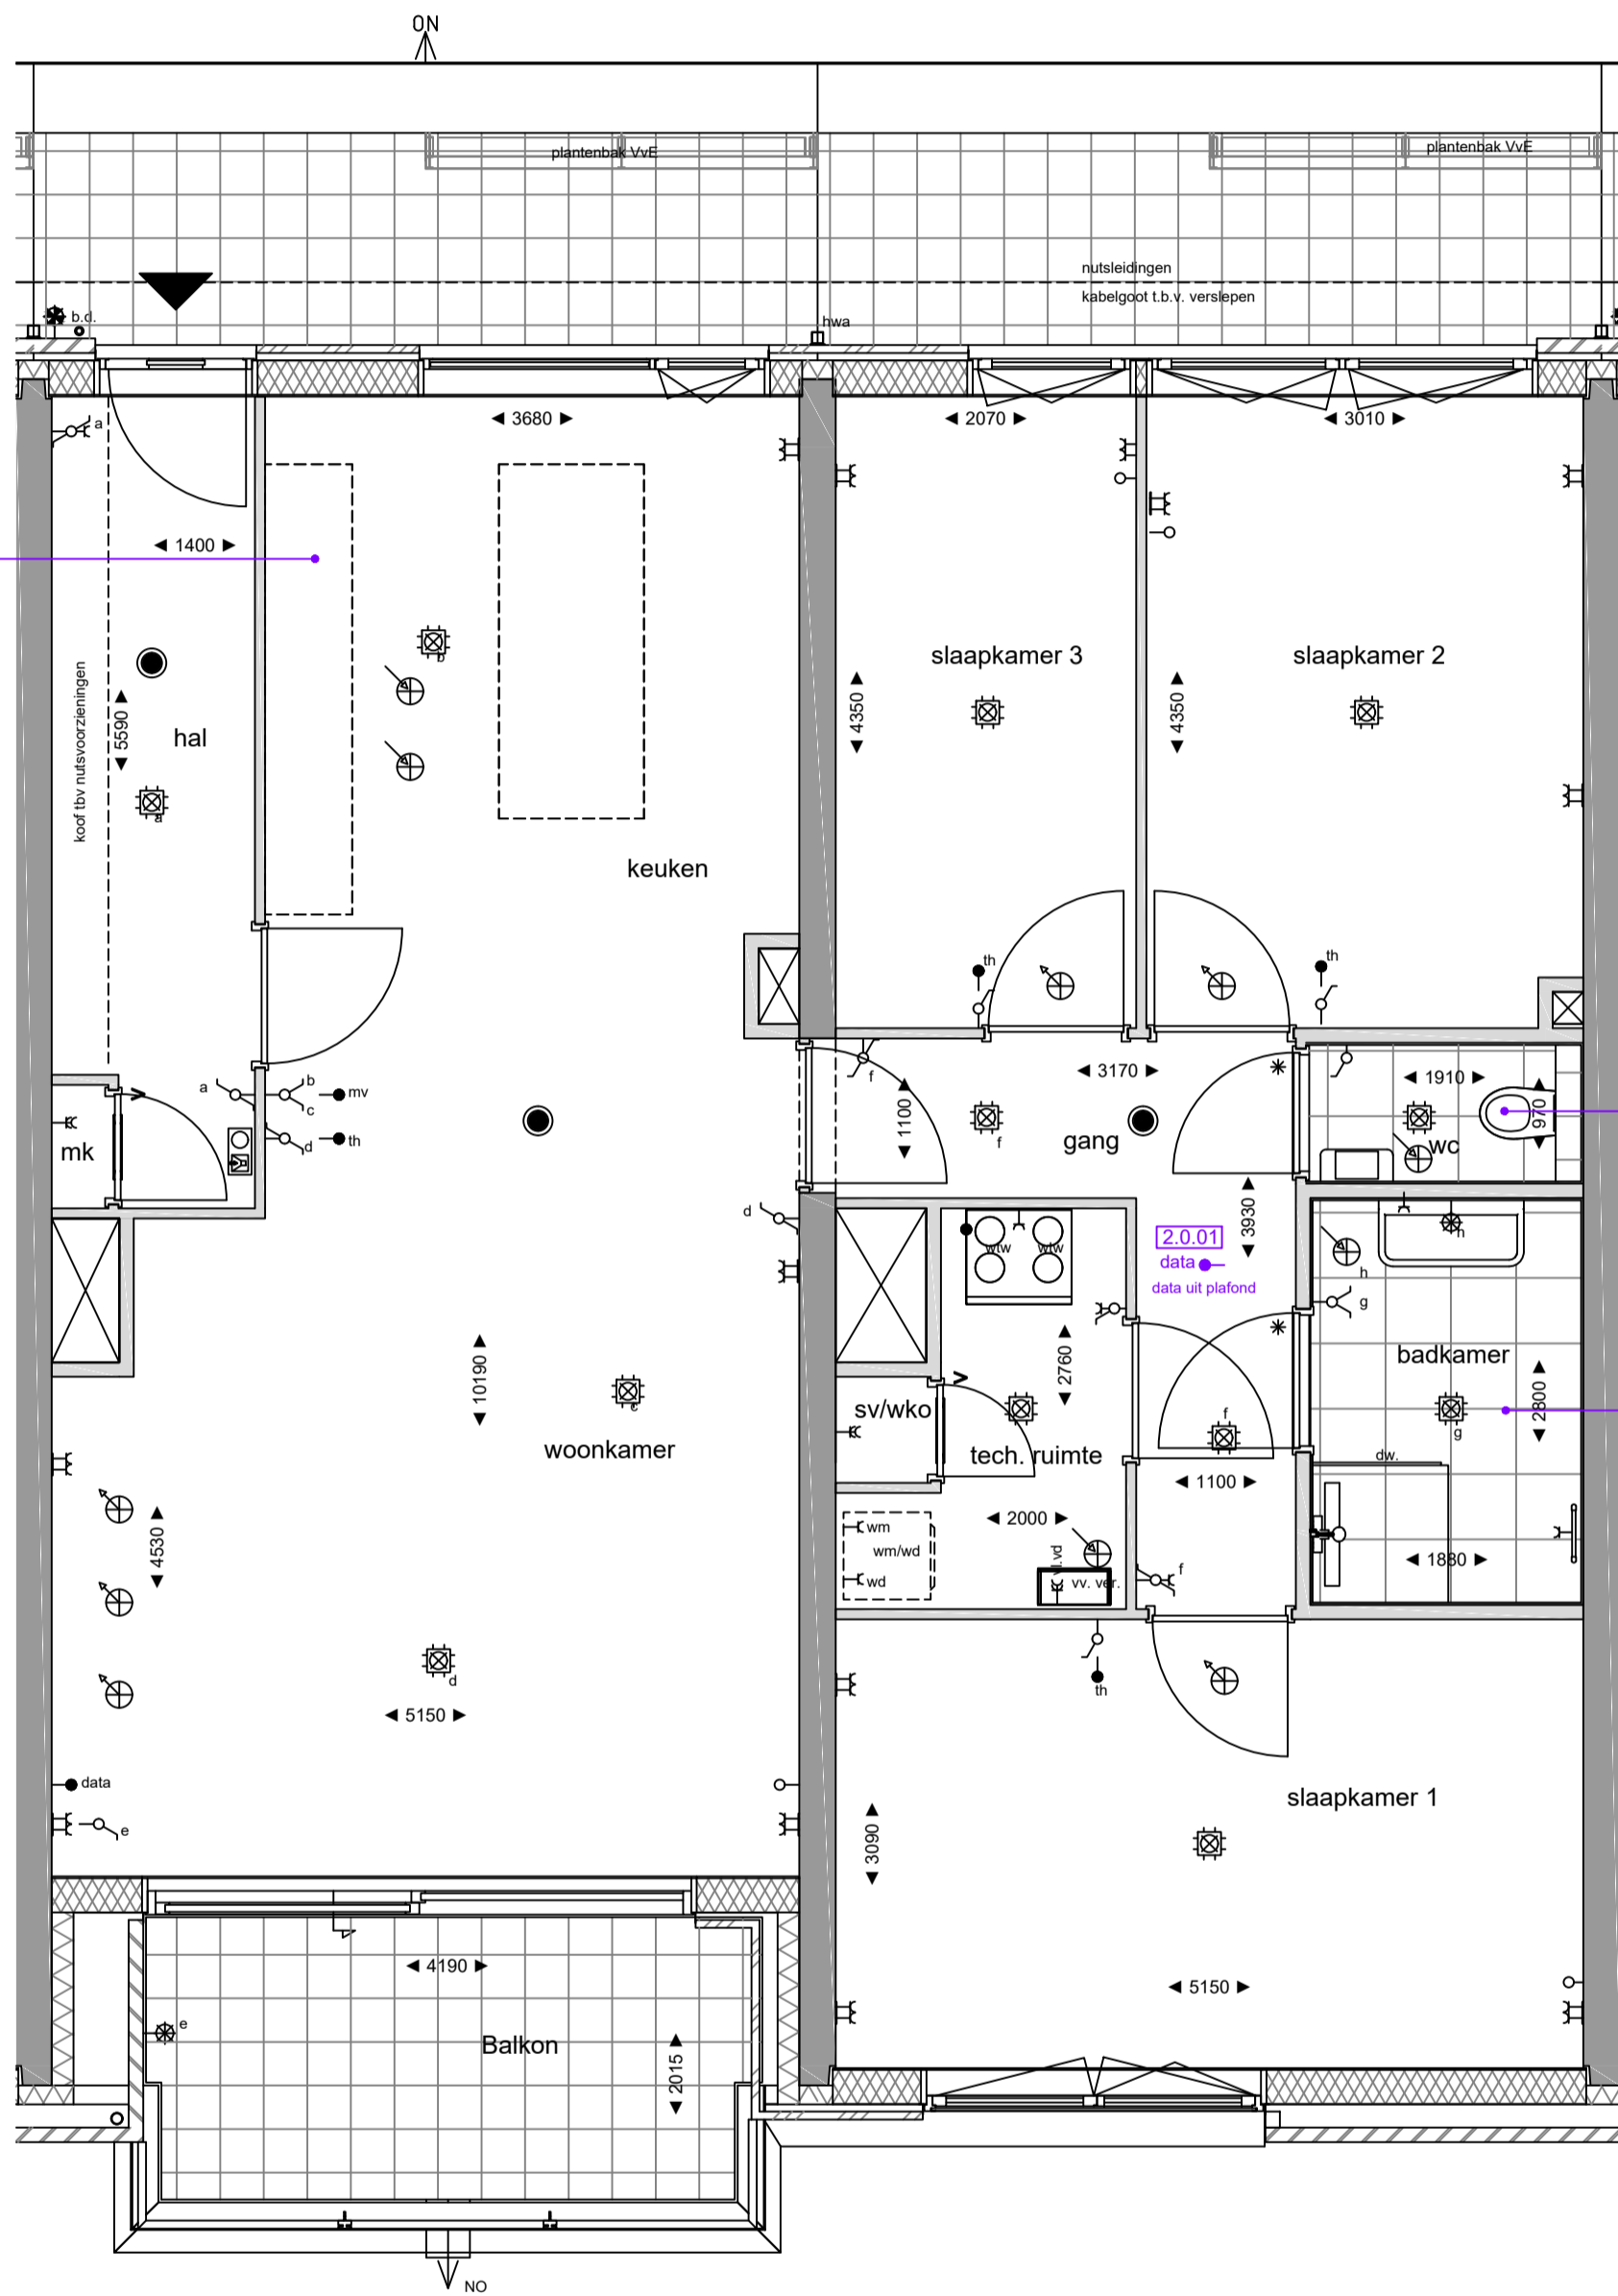 NO
plantenbak VvE
plantenbak VvE
nutsleidingen
kabelgoot t.b.v. verslepen
b.d.
hwa
a
3680
2070
3010
1400
b
slaapkamer 3
slaapkamer 2
koof tbv nutsvoorzieningen
5590
hal
a
4350
4350
keuken
th
th
f
3170
1910
a
b
c
mv
d
th
mk
1100
f
gang
970
wc
d
wtw
wtw
3930
2.0.01
data
data uit plafond
h
h
g
10190
c
woonkamer
2760
sv/wko
tech. ruimte
f
badkamer
2800
g
dw.
1100
4530
2000
wm
wm/wd
wd
vl.vd
vv. ver.
f
1880
d
5150
th
data
e
slaapkamer 1
3090
4190
5150
e
Balkon
2015
NO